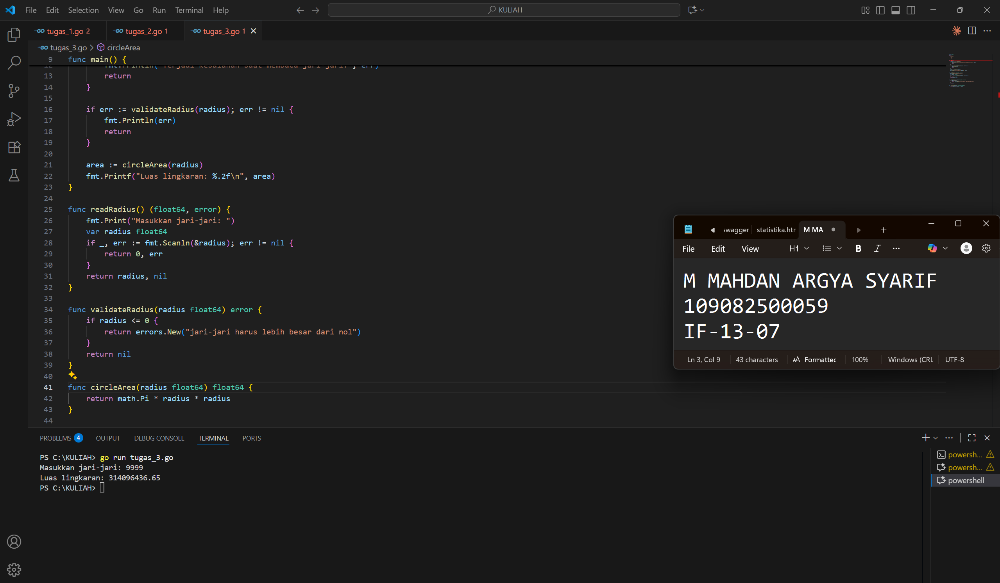 File Edit Selection View Go Run Terminal Help
KULIAH
tugas_1.go 2
tugas_2.go 1
tugas_3.go 1
tugas_3.go > circleArea
9 func main() {
12 fmt.Println("Terjadi kesalahan saat membaca jari-jari:", err)
13 return
14 }
15
16 if err := validateRadius(radius); err != nil {
17 fmt.Println(err)
18 return
19 }
20
21 area := circleArea(radius)
22 fmt.Printf("Luas lingkaran: %.2f\n", area)
23 }
24
25 func readRadius() (float64, error) {
26 fmt.Print("Masukkan jari-jari: ")
27 var radius float64
28 if _, err := fmt.Scanln(&radius); err != nil {
29 return 0, err
30 }
31 return radius, nil
32 }
33
34 func validateRadius(radius float64) error {
35 if radius <= 0 {
36 return errors.New("jari-jari harus lebih besar dari nol")
37 }
38 return nil
39 }
40
41 func circleArea(radius float64) float64 {
42 return math.Pi * radius * radius
43 }
44
swagger statistika.htr M MA
File Edit View H1 B I
M MAHDAN ARGYA SYARIF
109082500059
IF-13-07
Ln 3, Col 9 43 characters Formattec 100% Windows (CRL UTF-8
PROBLEMS 4 OUTPUT DEBUG CONSOLE TERMINAL PORTS
PS C:\KULIAH> go run tugas_3.go
Masukkan jari-jari: 9999
Luas lingkaran: 314096436.65
PS C:\KULIAH>
powersh...
powersh...
powershell